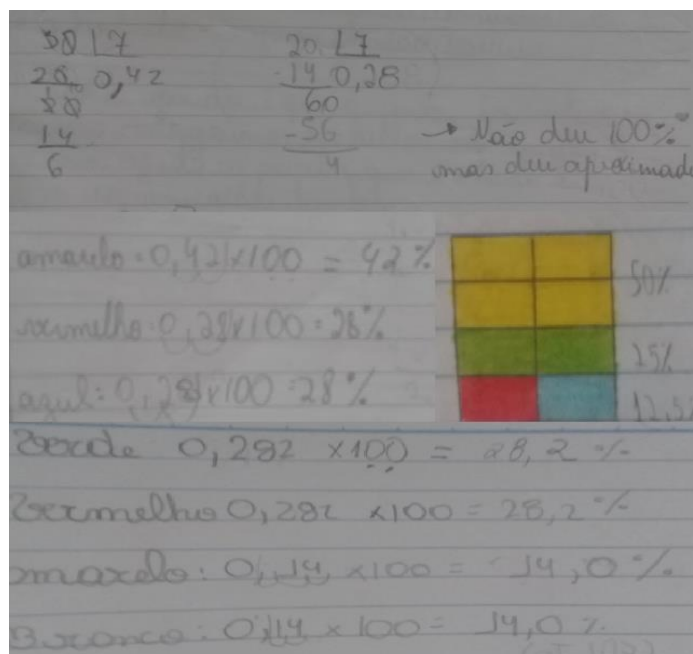 30 | 7
28 0,42
20
14
6
20 | 7
-14 0,28
60
-56
4
→ Não deu 100%
mas deu aproximado
amarelo: 0,42 x 100 = 42%
vermelho: 0,28 x 100 = 28%
azul: 0,28 x 100 = 28%
50%
25%
12,5
Verde 0,282 x 100 = 28,2 %
Vermelho 0,282 x 100 = 28,2 %
marelo: 0,14 x 100 = 14,0 %
Branco: 0,14 x 100 = 14,0 %